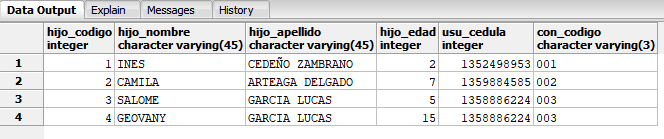 Data Output Explain Messages History
hijo_codigo hijo_nombre hijo_apellido hijo_edad usu_cedula con_codigo
integer character varying(45) character varying(45) integer integer character varying(3)
1 1 INES CEDEÑO ZAMBRANO 2 1352498953 001
2 2 CAMILA ARTEAGA DELGADO 7 1359884585 002
3 3 SALOME GARCIA LUCAS 5 1358886224 003
4 4 GEOVANY GARCIA LUCAS 15 1358886224 003